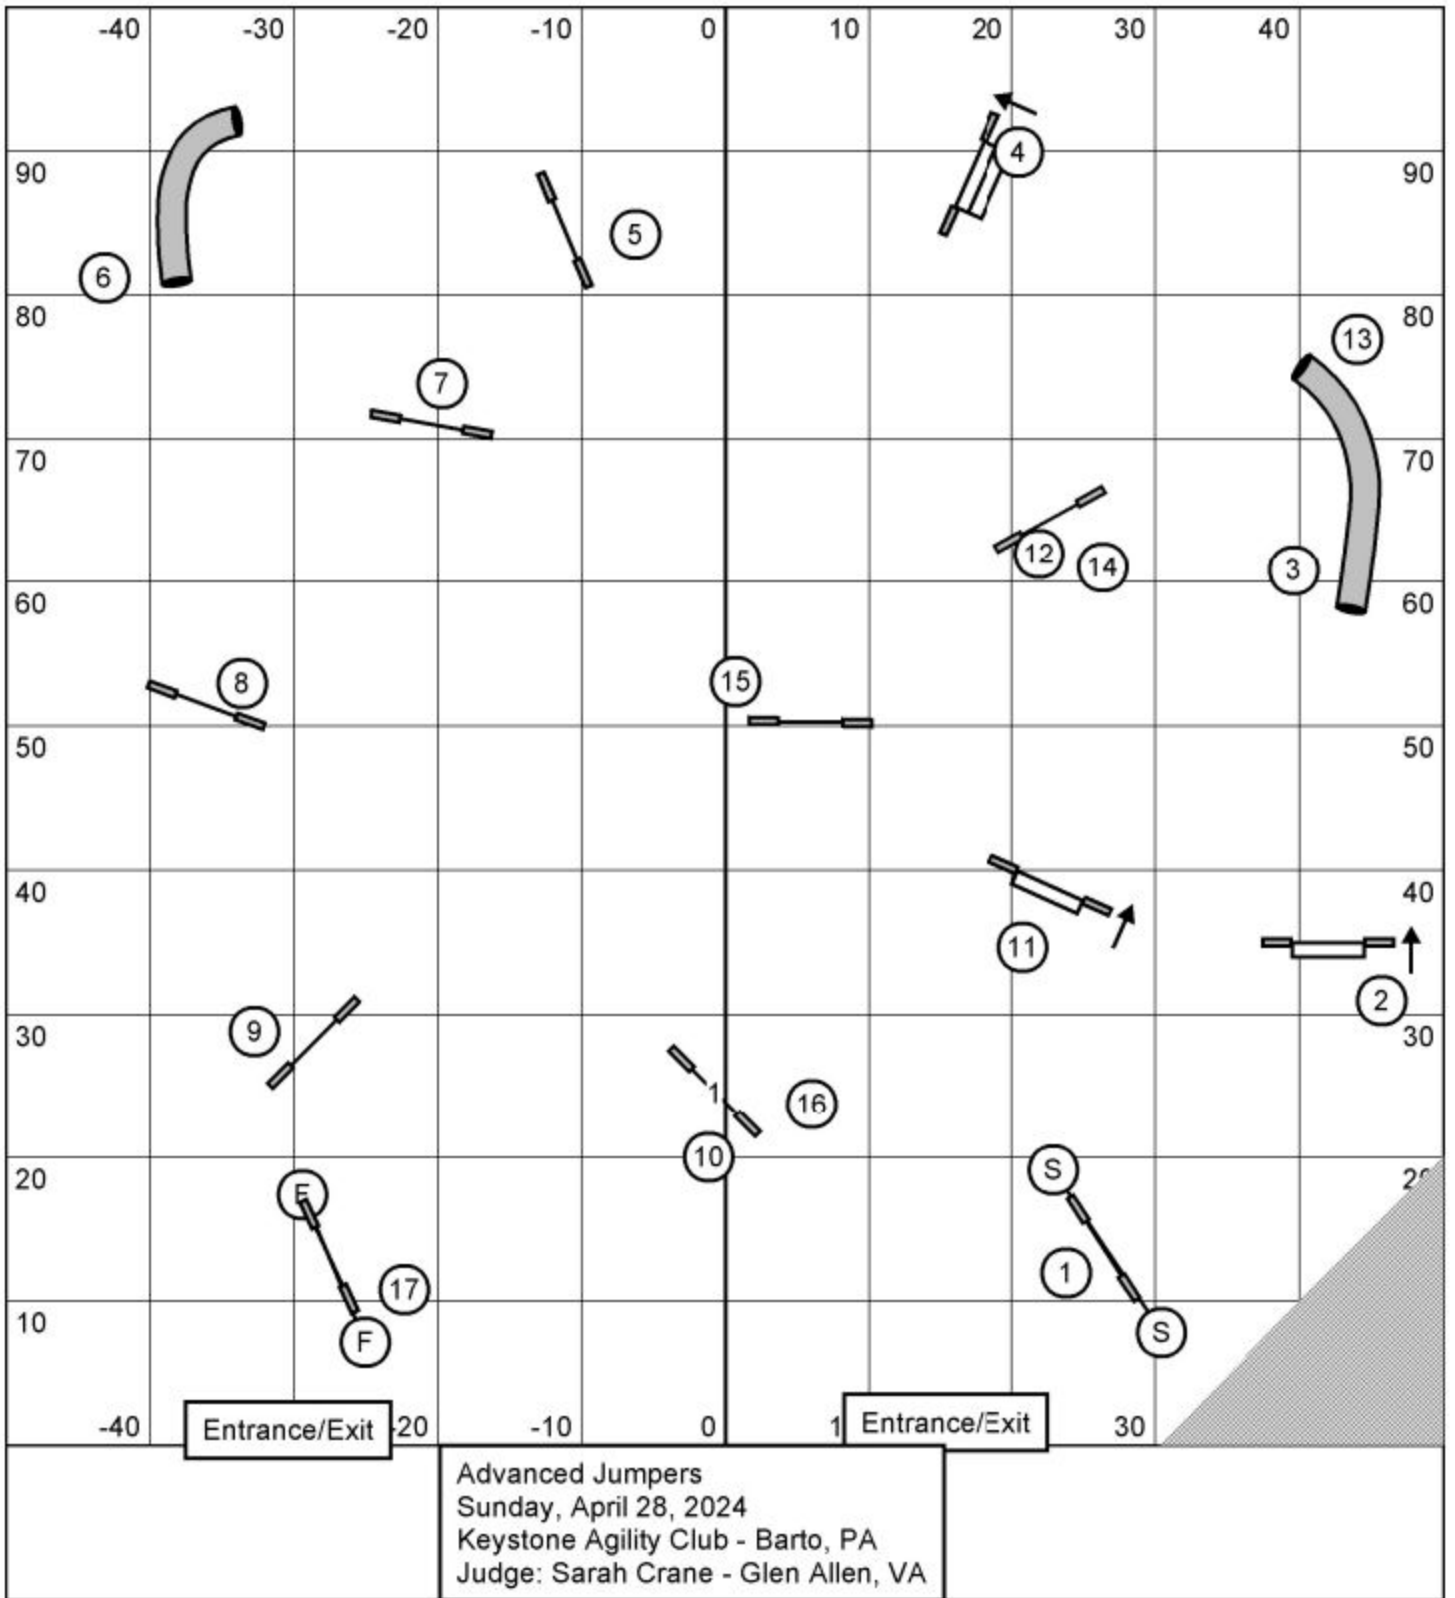 -40 -30 -20 -10 0 10 20 30 40
4
90 90
5
6
80 80
13
7
70 70
12 14 3
60 60
8 15
50 50
40 40
11
2
9 30 30
1 16
10
20 S
E
1
17
10
F S
-40 Entrance/Exit -20 -10 0 1 Entrance/Exit 30
Advanced Jumpers
Sunday, April 28, 2024
Keystone Agility Club - Barto, PA
Judge: Sarah Crane - Glen Allen, VA